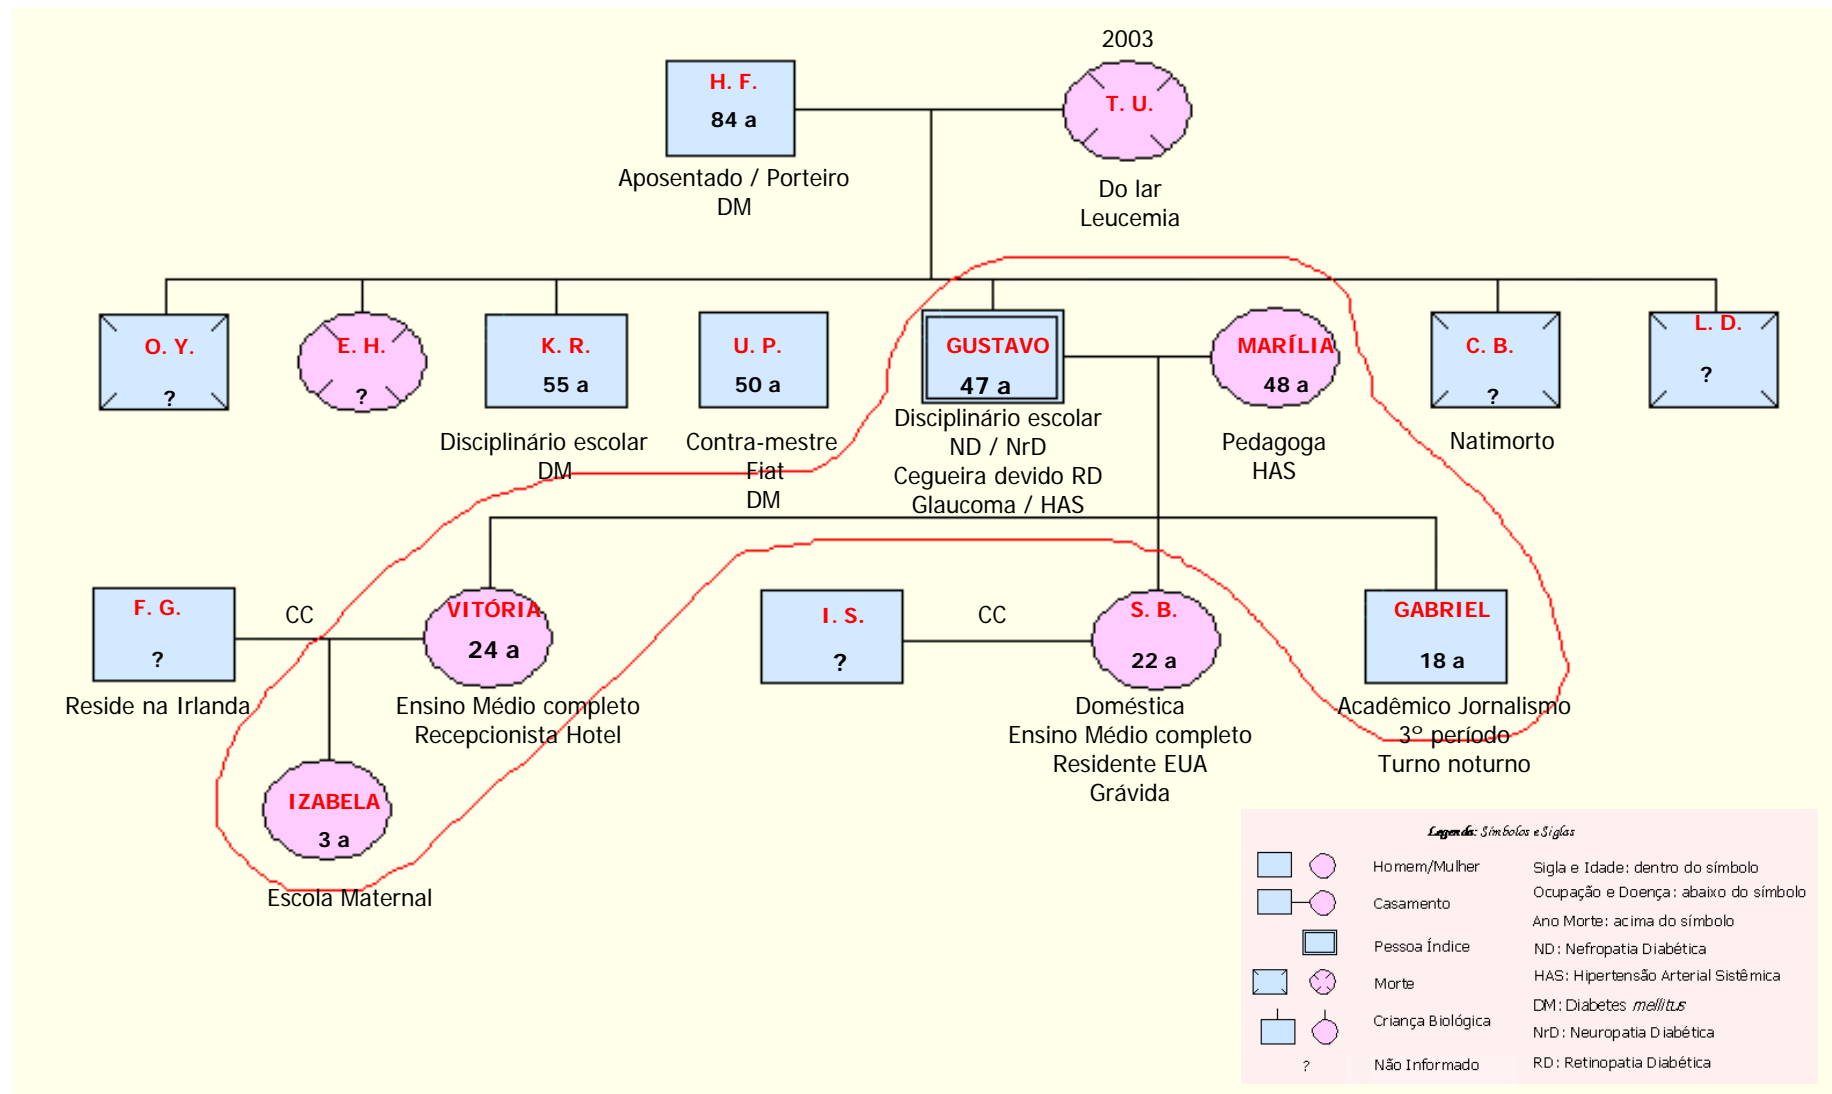 2003
H. F.
84 a
T. U.
Aposentado / Porteiro
DM
Do lar
Leucemia
O. Y.
?
E. H.
?
K. R.
55 a
Disciplinário escolar
DM
U. P.
50 a
Contra-mestre
Fiat
DM
GUSTAVO
47 a
Disciplinário escolar
ND / NrD
Cegueira devido RD
Glaucoma / HAS
MARÍLIA
48 a
Pedagoga
HAS
C. B.
?
Natimorto
L. D.
?
F. G.
?
Reside na Irlanda
CC
VITÓRIA
24 a
Ensino Médio completo
Recepcionista Hotel
I. S.
?
CC
S. B.
22 a
Doméstica
Ensino Médio completo
Residente EUA
Grávida
GABRIEL
18 a
Acadêmico Jornalismo
3º período
Turno noturno
IZABELA
3 a
Escola Maternal
Legenda: Símbolos e Siglas
Homem/Mulher
Casamento
Pessoa Índice
Morte
Criança Biológica
? Não Informado
Sigla e Idade: dentro do símbolo
Ocupação e Doença: abaixo do símbolo
Ano Morte: acima do símbolo
ND: Nefropatia Diabética
HAS: Hipertensão Arterial Sistêmica
DM: Diabetes mellitus
NrD: Neuropatia Diabética
RD: Retinopatia Diabética